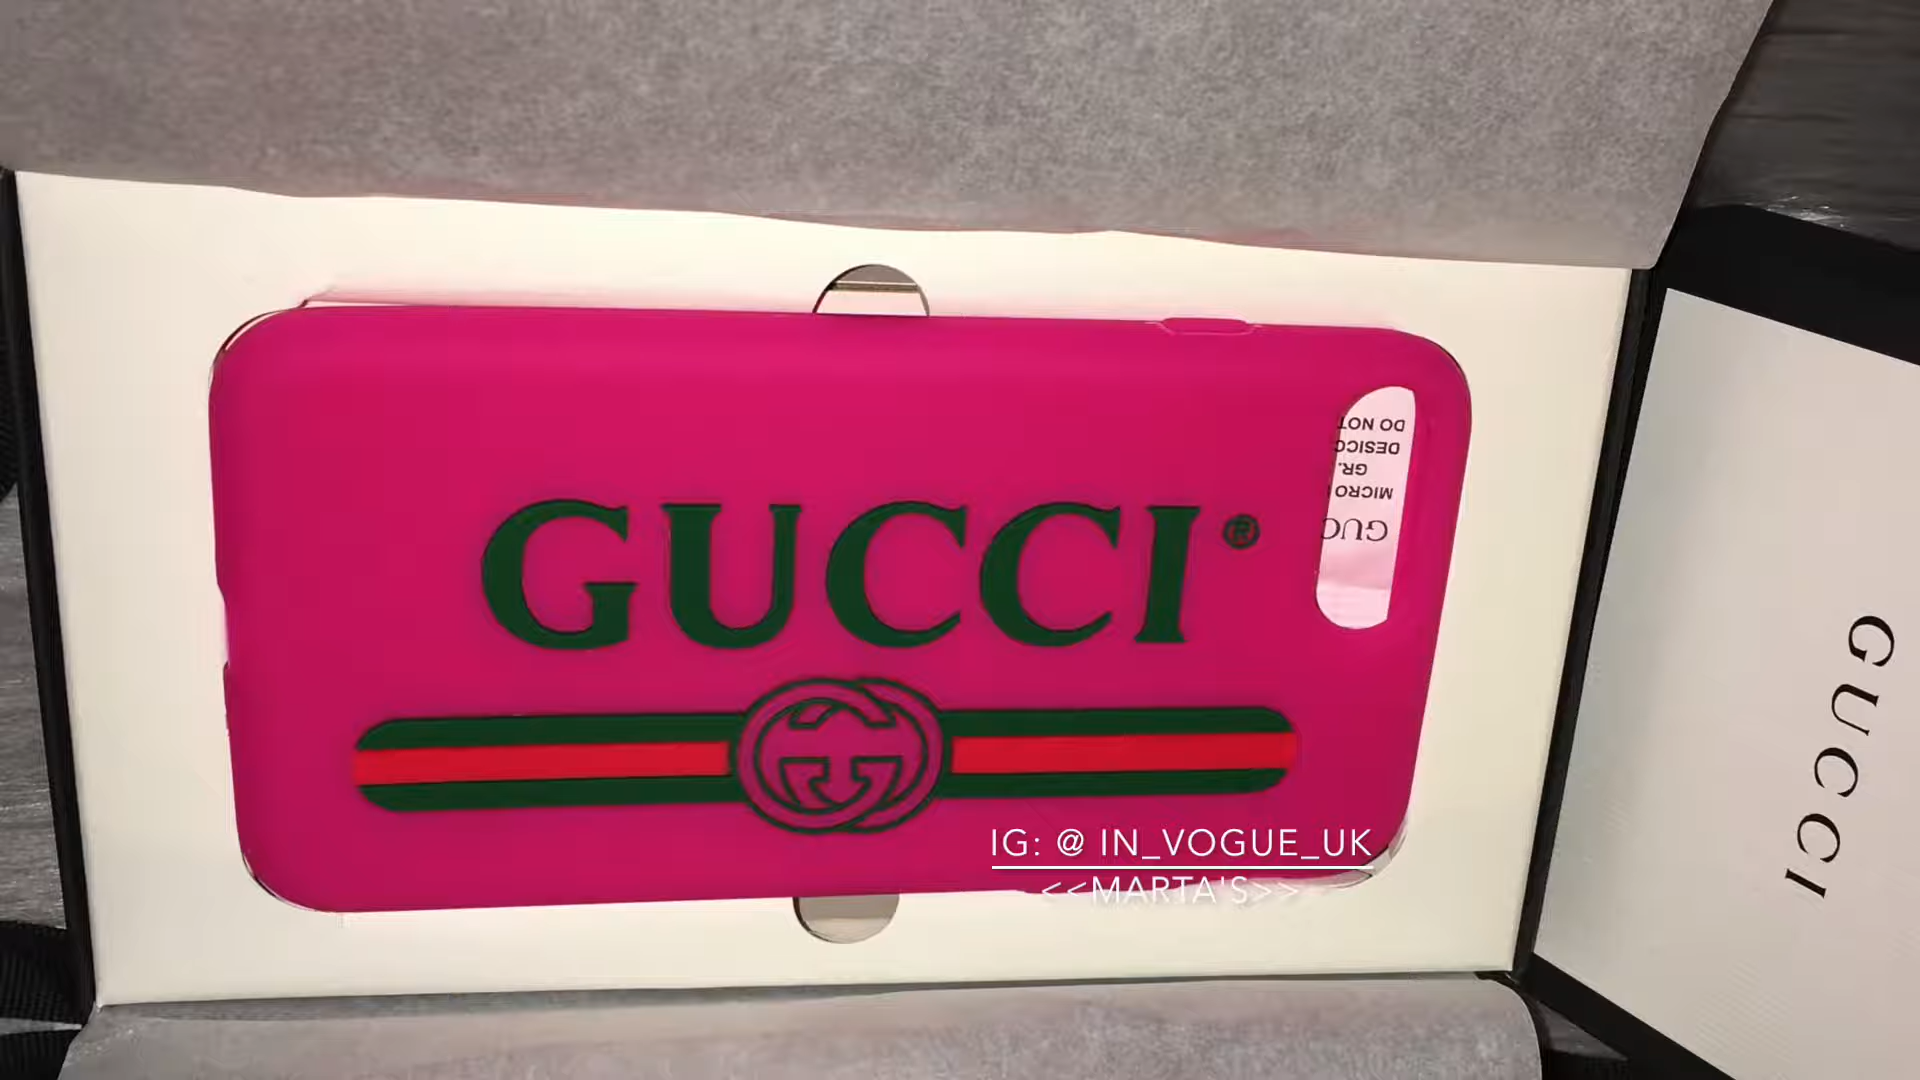 GUCCI®
DO NOT
DESICC
GR.
MICRO
GUC
GUCCI
IG: @ IN_VOGUE_UK
<<MARTA'S>>